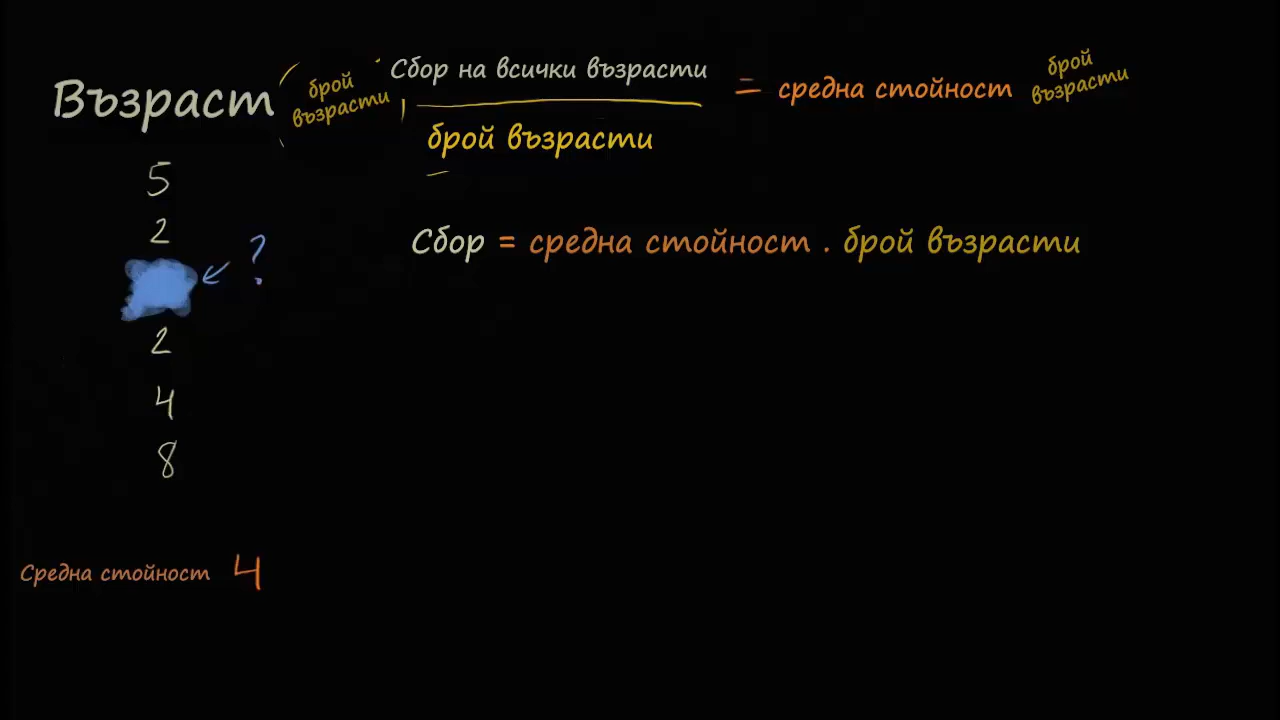 Възраст
брой
възрасти
Сбор на всички възрасти
брой възрасти
= средна стойност
брой
възрасти
5
2
?
2
4
8
Сбор = средна стойност . брой възрасти
Средна стойност 4